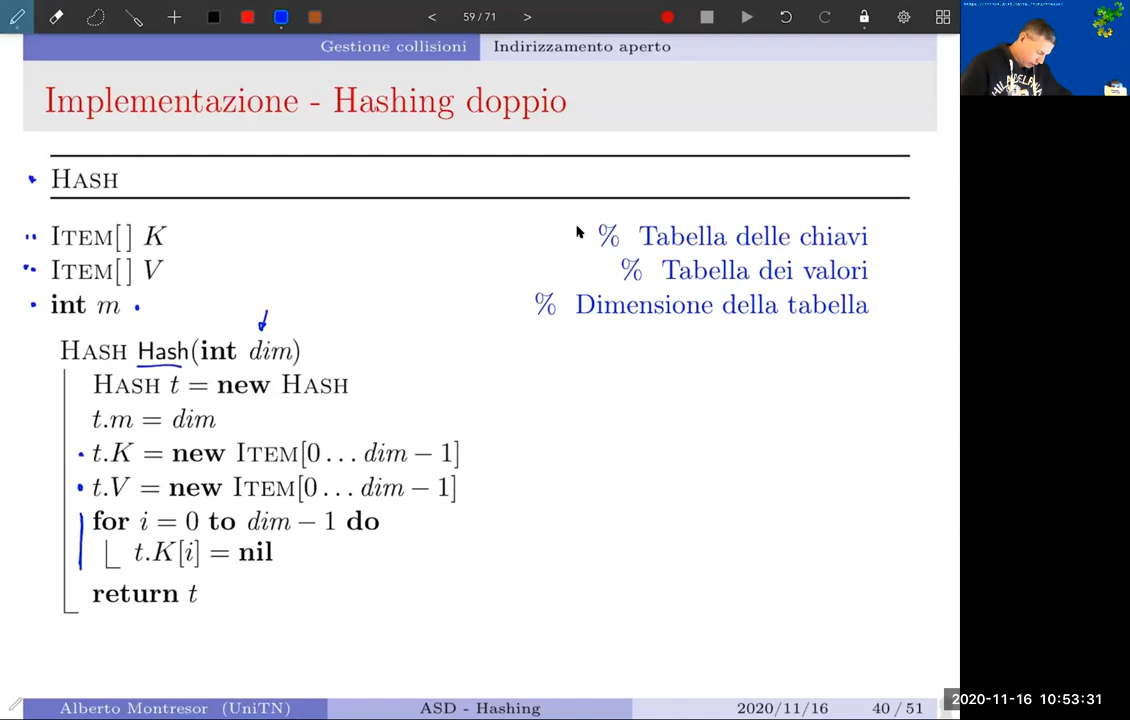 59 / 71
Gestione collisioni Indirizzamento aperto
Implementazione - Hashing doppio
HASH
ITEM[ ] K % Tabella delle chiavi
ITEM[ ] V % Tabella dei valori
int m % Dimensione della tabella
HASH Hash(int dim)
HASH t = new HASH
t.m = dim
t.K = new ITEM[0 . . . dim − 1]
t.V = new ITEM[0 . . . dim − 1]
for i = 0 to dim − 1 do
t.K[i] = nil
return t
Alberto Montresor (UniTN) ASD - Hashing 2020/11/16 40 / 51
2020-11-16 10:53:31